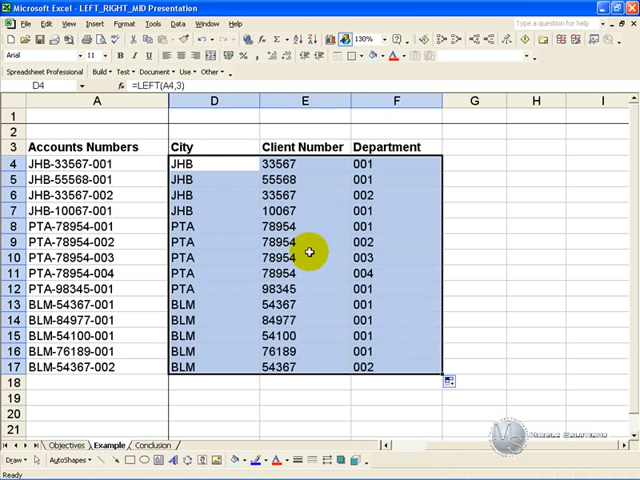 Microsoft Excel - LEFT_RIGHT_MID Presentation
File Edit View Insert Format Tools Data Window Help Type a question for help
130%
Arial 11 B I U
Spreadsheet Professional Build Test Document Use Other
D4 =LEFT(A4,3)
A D E F G H I
1
2
3 Accounts Numbers City Client Number Department
4 JHB-33567-001 JHB 33567 001
5 JHB-55568-001 JHB 55568 001
6 JHB-33567-002 JHB 33567 002
7 JHB-10067-001 JHB 10067 001
8 PTA-78954-001 PTA 78954 001
9 PTA-78954-002 PTA 78954 002
10 PTA-78954-003 PTA 78954 003
11 PTA-78954-004 PTA 78954 004
12 PTA-98345-001 PTA 98345 001
13 BLM-54367-001 BLM 54367 001
14 BLM-84977-001 BLM 84977 001
15 BLM-54100-001 BLM 54100 001
16 BLM-76189-001 BLM 76189 001
17 BLM-54367-002 BLM 54367 002
18
19
20
21
Objectives Example Conclusion
Draw AutoShapes
Ready